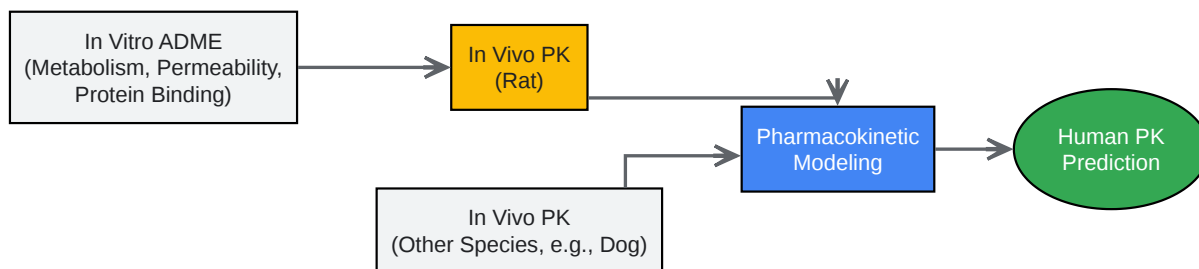 In Vitro ADME
(Metabolism, Permeability,
Protein Binding)
In Vivo PK
(Rat)
Pharmacokinetic
Modeling
Human PK
Prediction
In Vivo PK
(Other Species, e.g., Dog)